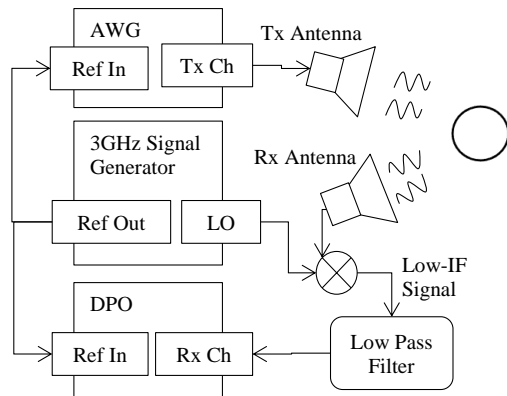 AWG
Ref In
Tx Ch
Tx Antenna
3GHz Signal
Generator
Rx Antenna
Ref Out
LO
Low-IF
Signal
DPO
Ref In
Rx Ch
Low Pass
Filter